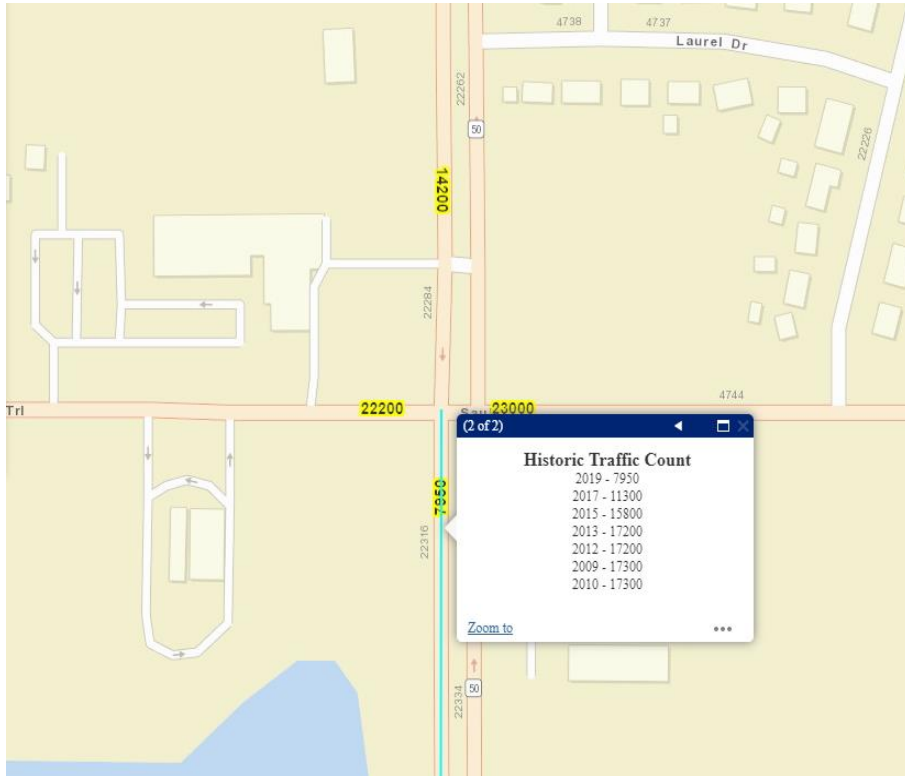 4738
4737
Laurel Dr
22262
50
22226
14200
22284
4744
Trl
22200
Sau
23000
(2 of 2)
Historic Traffic Count
2019 - 7950
2017 - 11300
2015 - 15800
2013 - 17200
2012 - 17200
2009 - 17300
2010 - 17300
7950
22316
Zoom to
22334
50